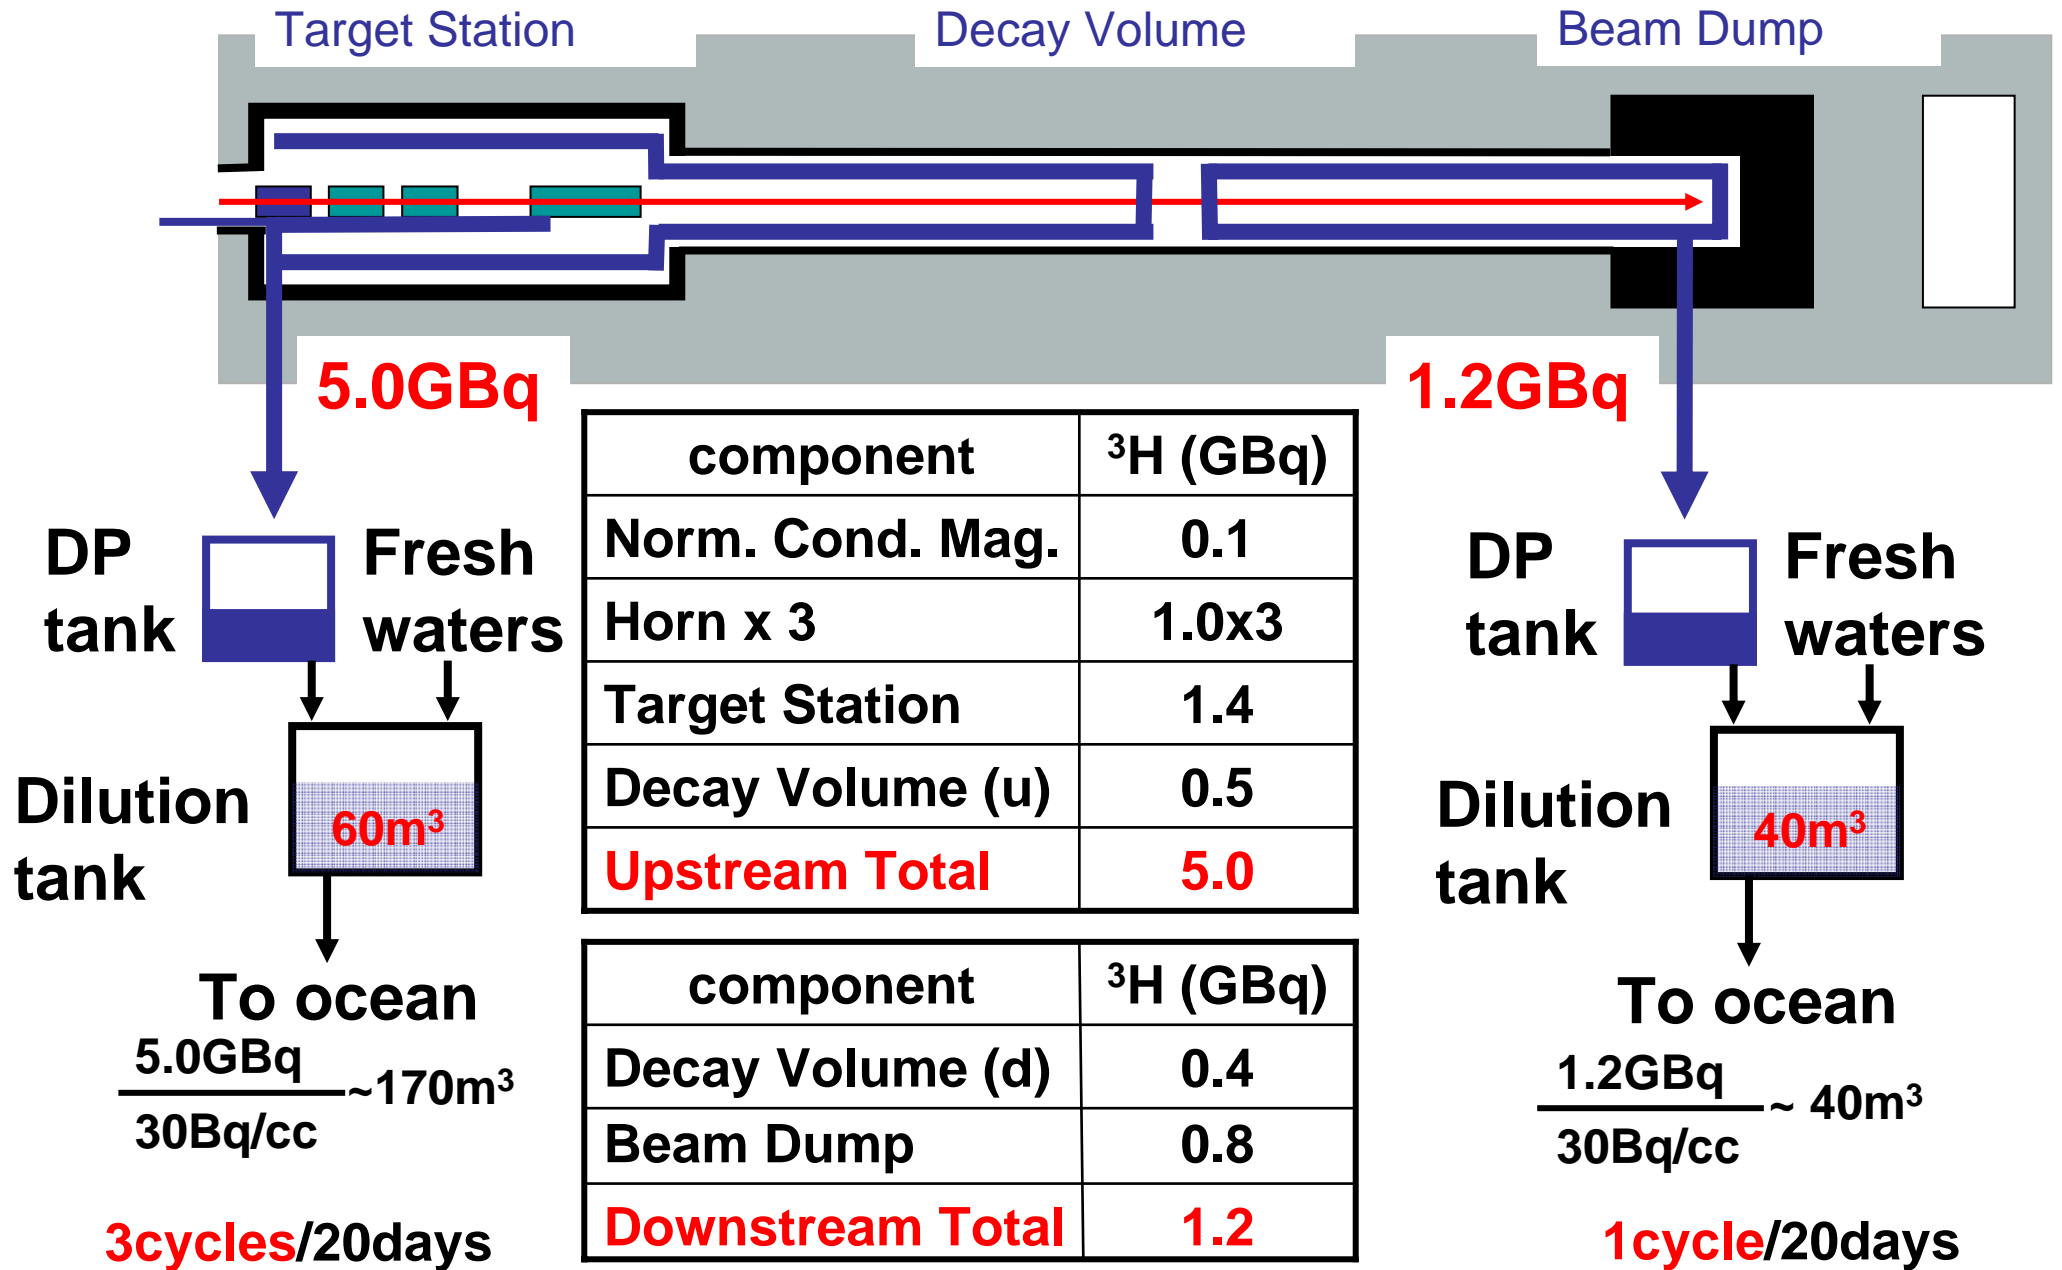 Target Station
Decay Volume
Beam Dump
5.0GBq
1.2GBq
DP
tank
Fresh
waters
60m³
Dilution
tank
To ocean
5.0GBq
30Bq/cc
~170m³
3cycles/20days
component ³H (GBq)
Norm. Cond. Mag. 0.1
Horn x 3 1.0x3
Target Station 1.4
Decay Volume (u) 0.5
Upstream Total 5.0
component ³H (GBq)
Decay Volume (d) 0.4
Beam Dump 0.8
Downstream Total 1.2
DP
tank
Fresh
waters
40m³
Dilution
tank
To ocean
1.2GBq
30Bq/cc
~ 40m³
1cycle/20days